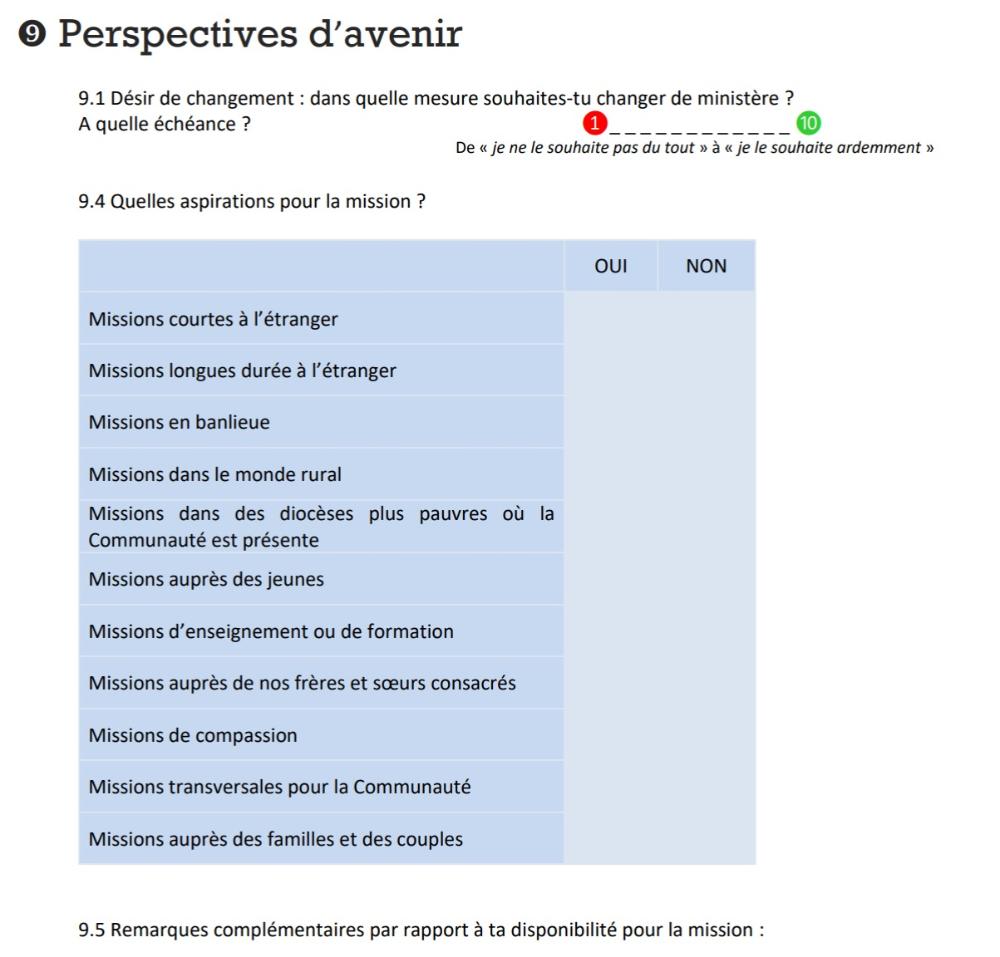 ❾ Perspectives d’avenir
9.1 Désir de changement : dans quelle mesure souhaites-tu changer de ministère ?
A quelle échéance ? 1 _ _ _ _ _ _ _ _ _ _ _ _ 10
De « je ne le souhaite pas du tout » à « je le souhaite ardemment »
9.4 Quelles aspirations pour la mission ?
OUI NON
Missions courtes à l’étranger
Missions longues durée à l’étranger
Missions en banlieue
Missions dans le monde rural
Missions dans des diocèses plus pauvres où la
Communauté est présente
Missions auprès des jeunes
Missions d’enseignement ou de formation
Missions auprès de nos frères et sœurs consacrés
Missions de compassion
Missions transversales pour la Communauté
Missions auprès des familles et des couples
9.5 Remarques complémentaires par rapport à ta disponibilité pour la mission :